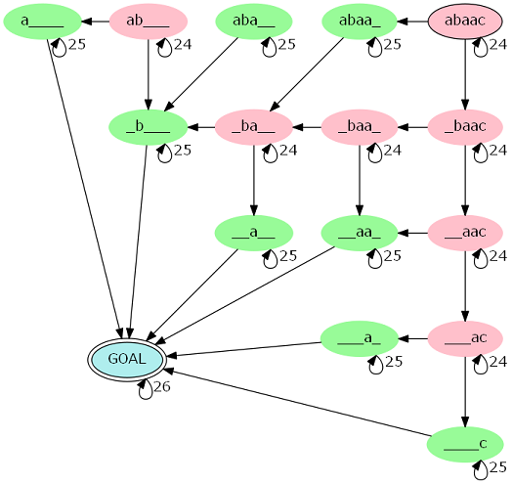 a____ ab___ aba__ abaa_ abaac
25 24 25 25 24
_b___ _ba__ _baa_ _baac
25 24 24 24
__a__ __aa_ __aac
25 25 24
___a_ ___ac
25 24
GOAL
26
____c
25